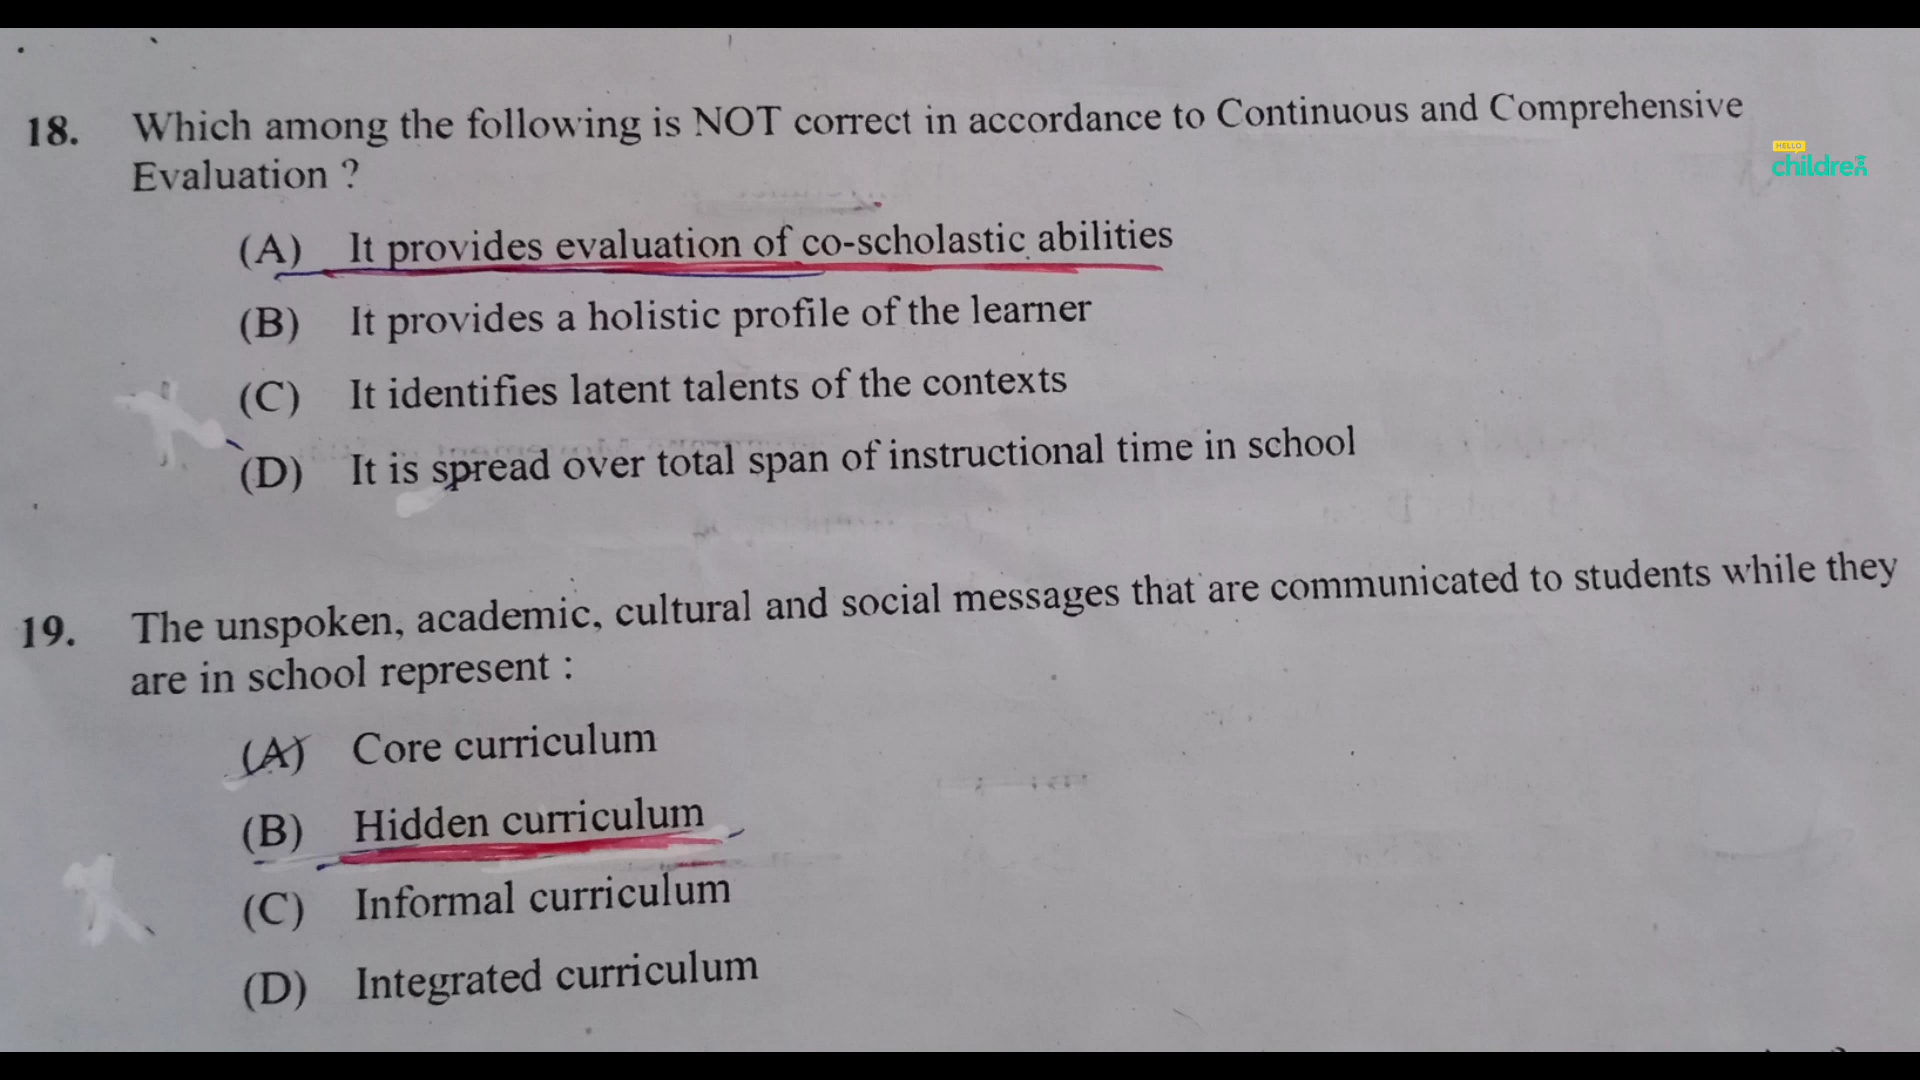 18. Which among the following is NOT correct in accordance to Continuous and Comprehensive
Evaluation ?
HELLO
children
(A) It provides evaluation of co-scholastic abilities
(B) It provides a holistic profile of the learner
(C) It identifies latent talents of the contexts
(D) It is spread over total span of instructional time in school
19. The unspoken, academic, cultural and social messages that are communicated to students while they
are in school represent :
(A) Core curriculum
(B) Hidden curriculum
(C) Informal curriculum
(D) Integrated curriculum